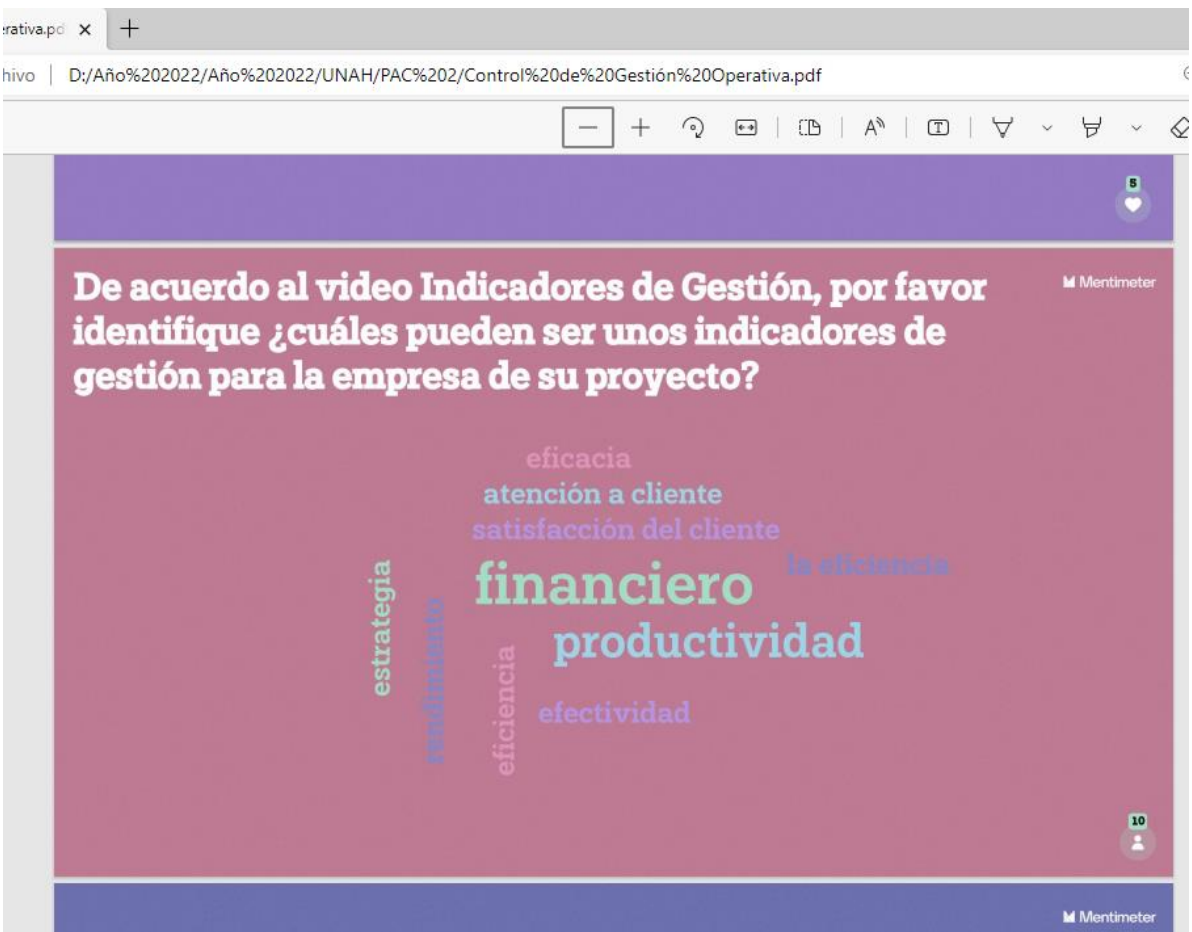 erativa.pd
hivo
D:/Año%202022/Año%202022/UNAH/PAC%202/Control%20de%20Gestión%20Operativa.pdf
5
De acuerdo al video Indicadores de Gestión, por favor
identifique ¿cuáles pueden ser unos indicadores de
gestión para la empresa de su proyecto?
Mentimeter
eficacia
atención a cliente
satisfacción del cliente
la eficiencia
financiero
estrategia
rendimiento
productividad
eficiencia
efectividad
10
Mentimeter